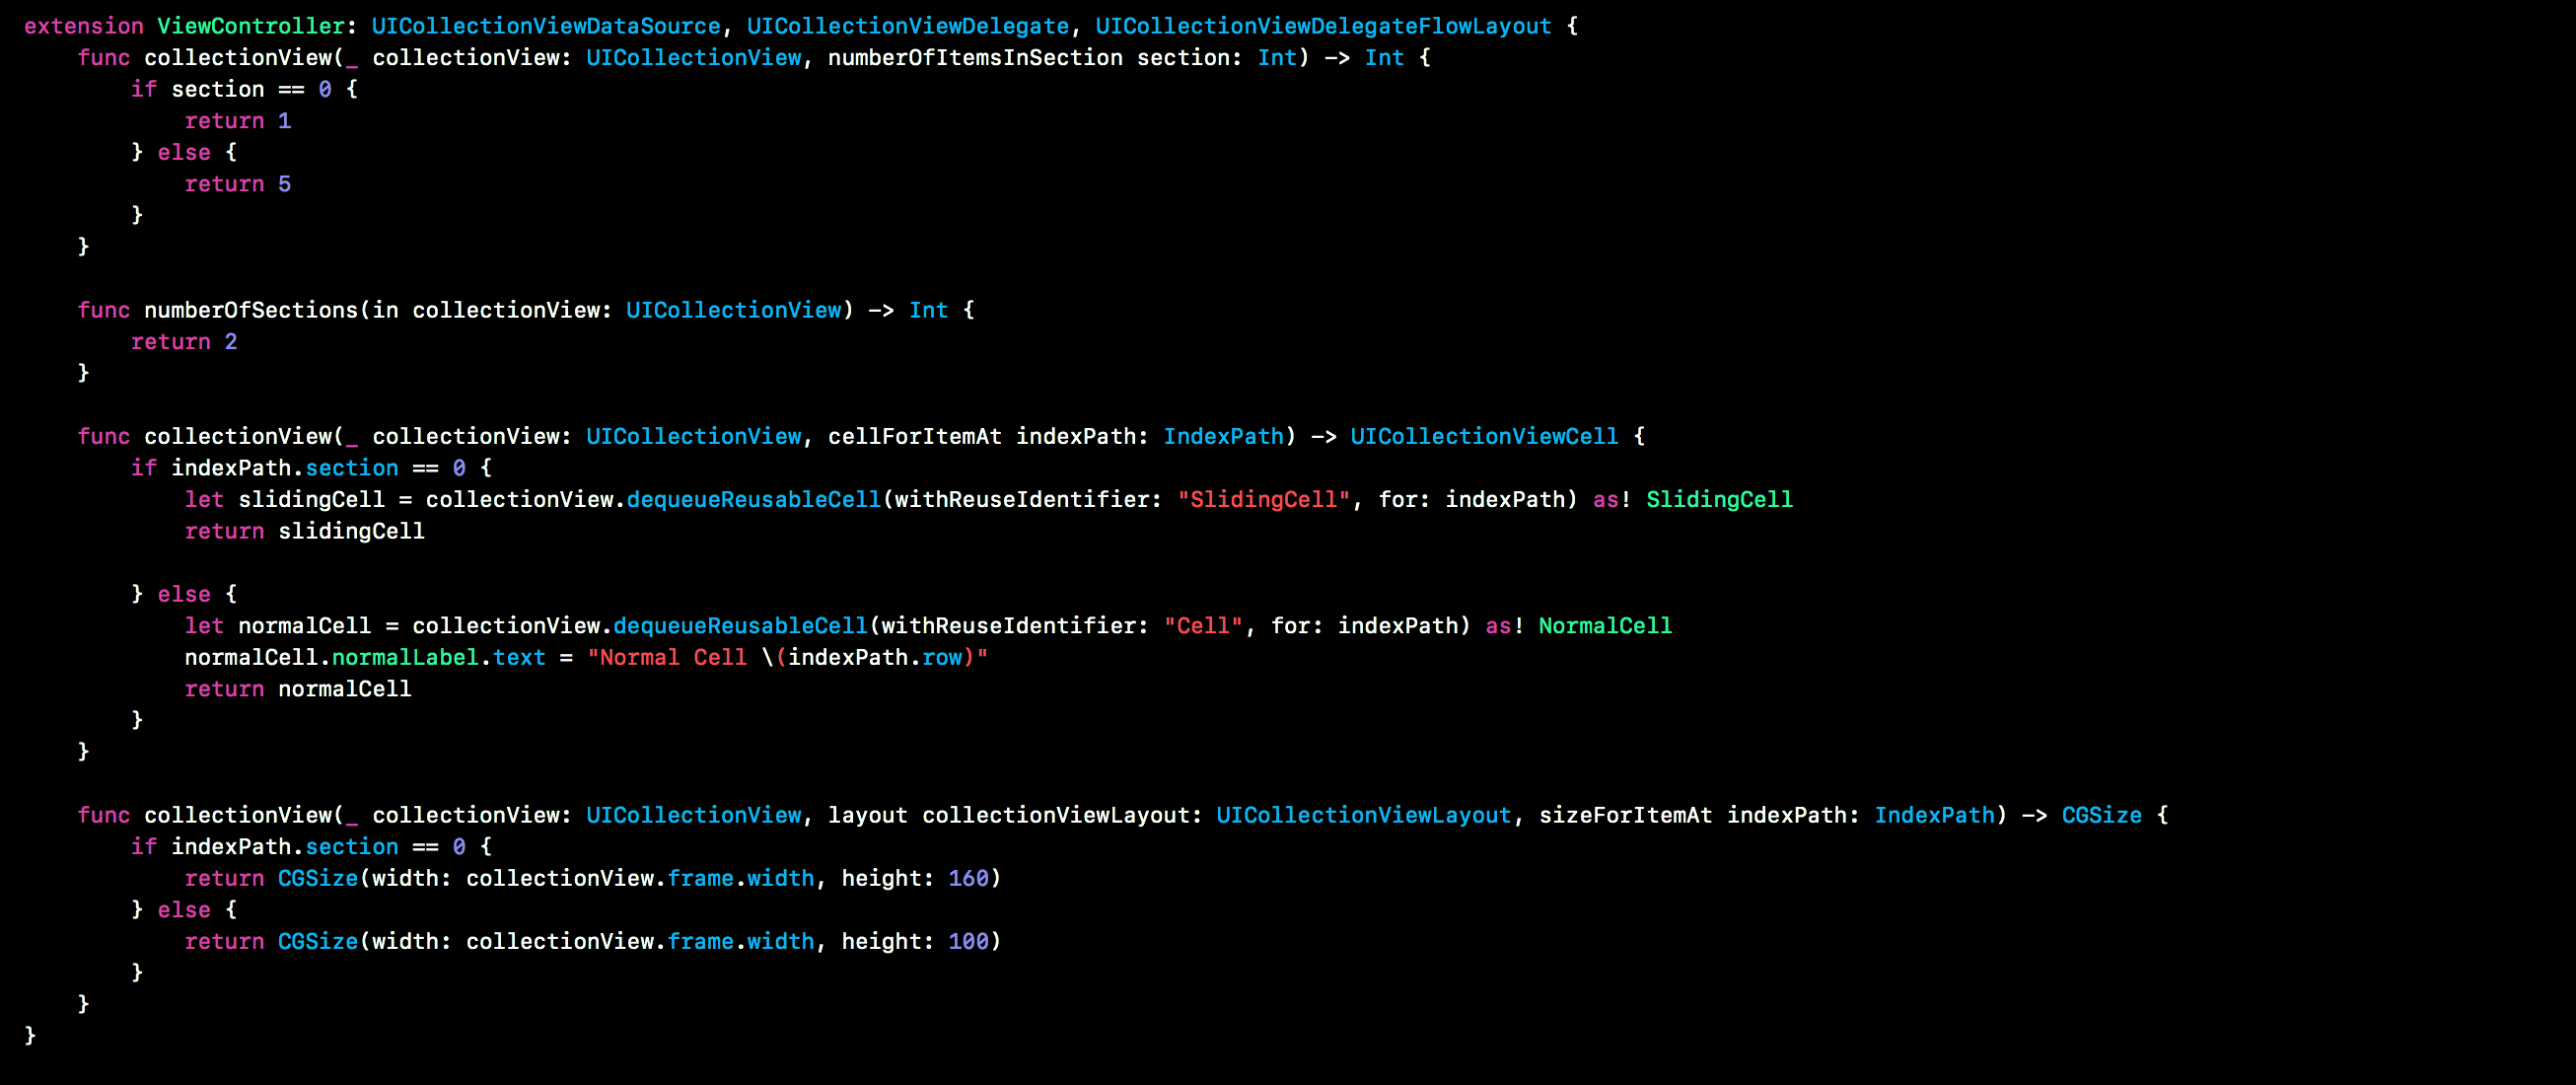 extension ViewController: UICollectionViewDataSource, UICollectionViewDelegate, UICollectionViewDelegateFlowLayout {
    func collectionView(_ collectionView: UICollectionView, numberOfItemsInSection section: Int) -> Int {
        if section == 0 {
            return 1
        } else {
            return 5
        }
    }

    func numberOfSections(in collectionView: UICollectionView) -> Int {
        return 2
    }

    func collectionView(_ collectionView: UICollectionView, cellForItemAt indexPath: IndexPath) -> UICollectionViewCell {
        if indexPath.section == 0 {
            let slidingCell = collectionView.dequeueReusableCell(withReuseIdentifier: "SlidingCell", for: indexPath) as! SlidingCell
            return slidingCell

        } else {
            let normalCell = collectionView.dequeueReusableCell(withReuseIdentifier: "Cell", for: indexPath) as! NormalCell
            normalCell.normalLabel.text = "Normal Cell \(indexPath.row)"
            return normalCell
        }
    }

    func collectionView(_ collectionView: UICollectionView, layout collectionViewLayout: UICollectionViewLayout, sizeForItemAt indexPath: IndexPath) -> CGSize {
        if indexPath.section == 0 {
            return CGSize(width: collectionView.frame.width, height: 160)
        } else {
            return CGSize(width: collectionView.frame.width, height: 100)
        }
    }
}